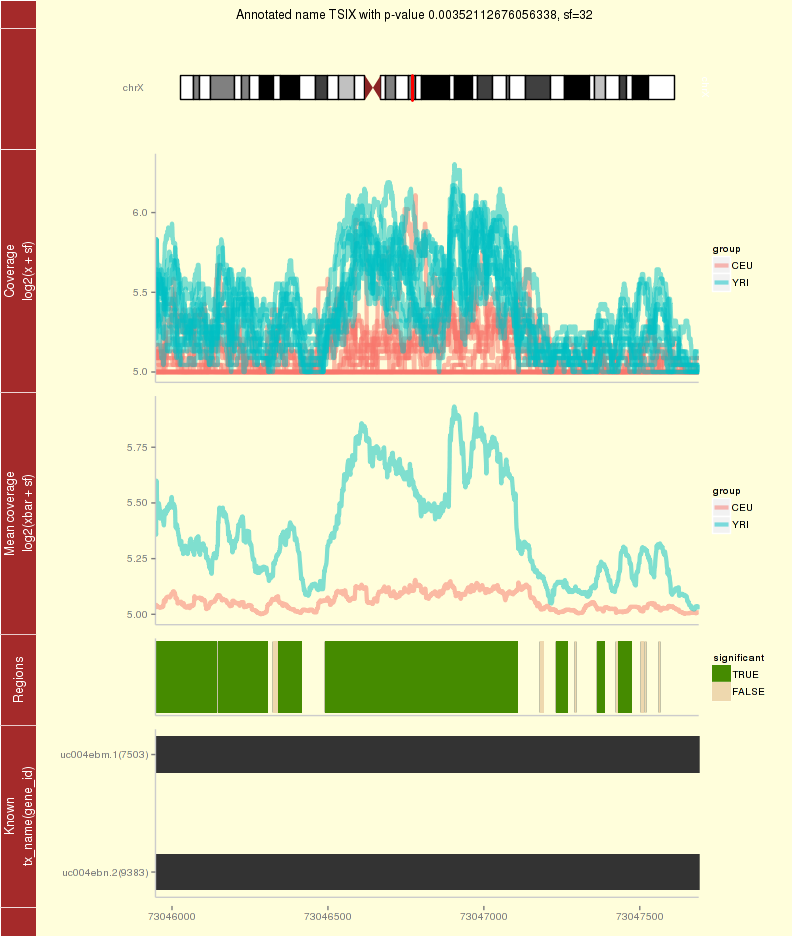 Annotated name TSIX with p-value 0.00352112676056338, sf=32
chrX
Coverage
log2(x + sf)
6.0
5.5
5.0
group
CEU
YRI
Mean coverage
log2(xbar + sf)
5.75
5.50
5.25
5.00
group
CEU
YRI
Regions
significant
TRUE
FALSE
Known
tx_name(gene_id)
uc004ebm.1(7503)
uc004ebn.2(9383)
73046000
73046500
73047000
73047500